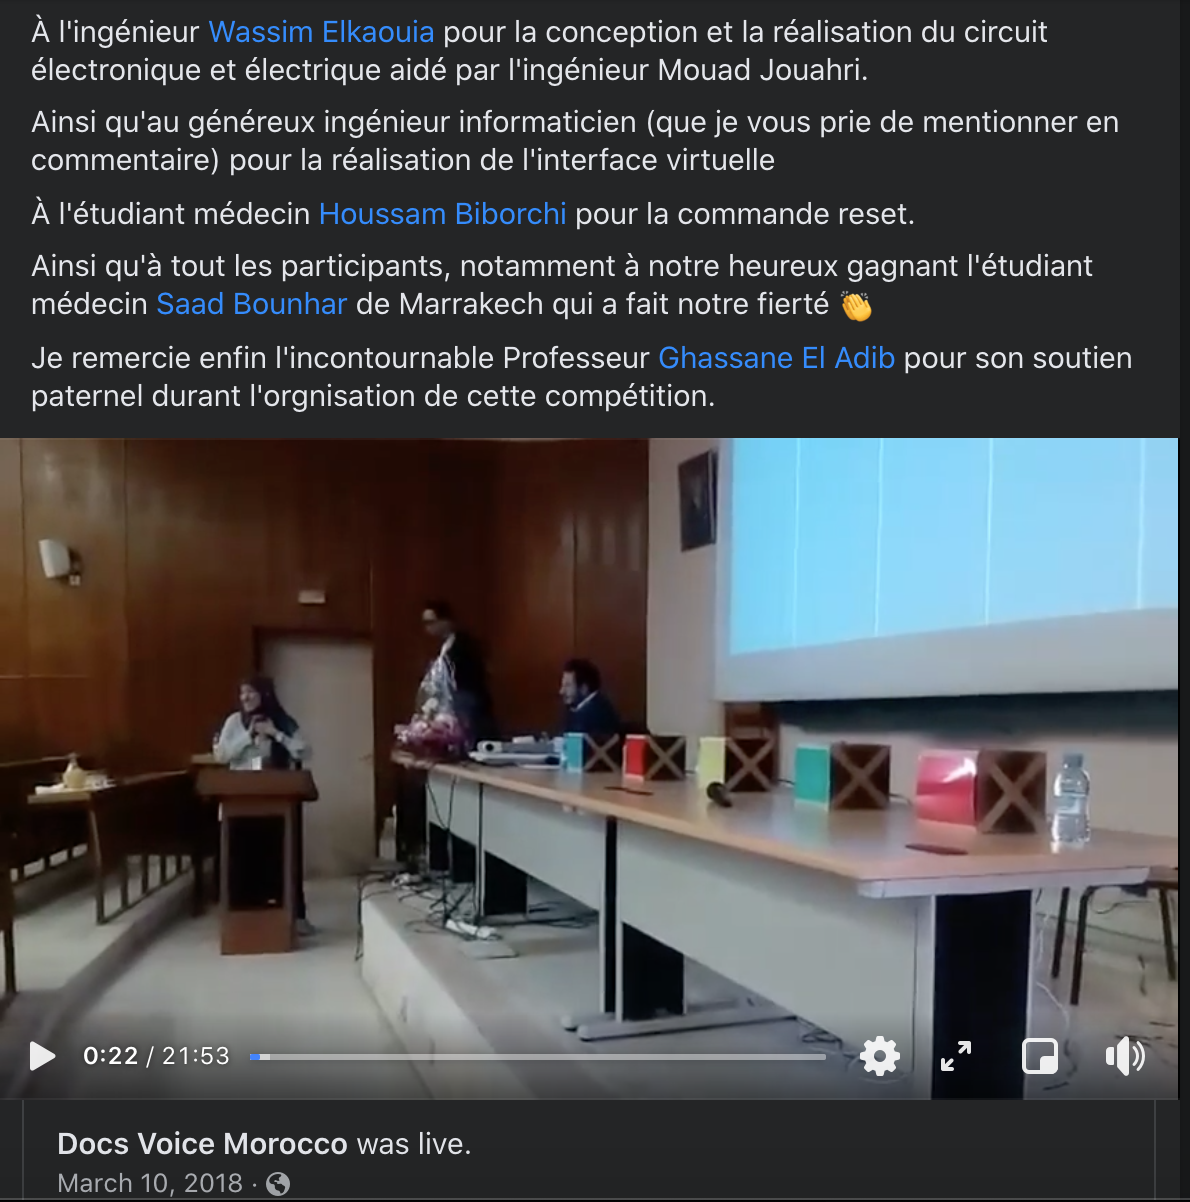 À l'ingénieur Wassim Elkaouia pour la conception et la réalisation du circuit
électronique et électrique aidé par l'ingénieur Mouad Jouahri.
Ainsi qu'au généreux ingénieur informaticien (que je vous prie de mentionner en
commentaire) pour la réalisation de l'interface virtuelle
À l'étudiant médecin Houssam Biborchi pour la commande reset.
Ainsi qu'à tout les participants, notamment à notre heureux gagnant l'étudiant
médecin Saad Bounhar de Marrakech qui a fait notre fierté 👏
Je remercie enfin l'incontournable Professeur Ghassane El Adib pour son soutien
paternel durant l'orgnisation de cette compétition.
0:22 / 21:53
Docs Voice Morocco was live.
March 10, 2018 ·